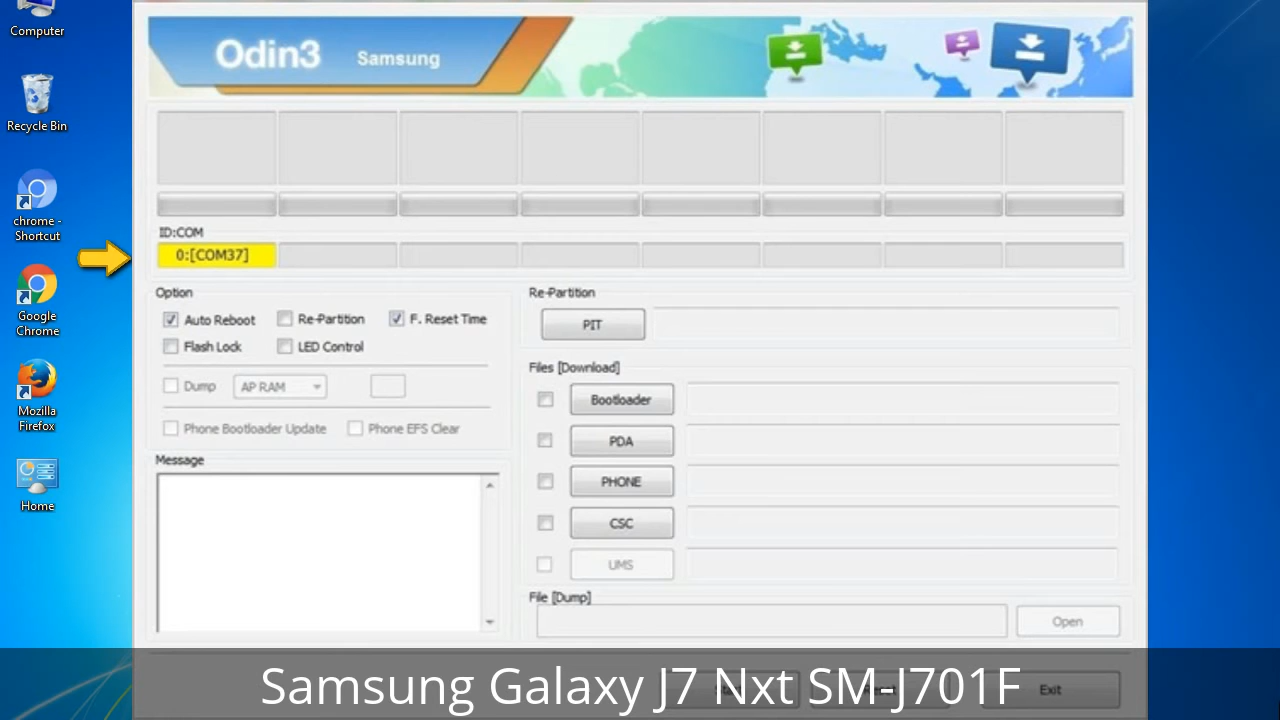 Computer
Recycle Bin
chrome -
Shortcut
Google
Chrome
Mozilla
Firefox
Home
Odin3 Samsung
ID:COM
0:[COM37]
Option
Auto Reboot Re-Partition F. Reset Time
Flash Lock LED Control
Dump AP RAM
Phone Bootloader Update Phone EFS Clear
Message
Re-Partition
PIT
Files [Download]
Bootloader
PDA
PHONE
CSC
UMS
File [Dump]
Open
Exit
Samsung Galaxy J7 Nxt SM-J701F